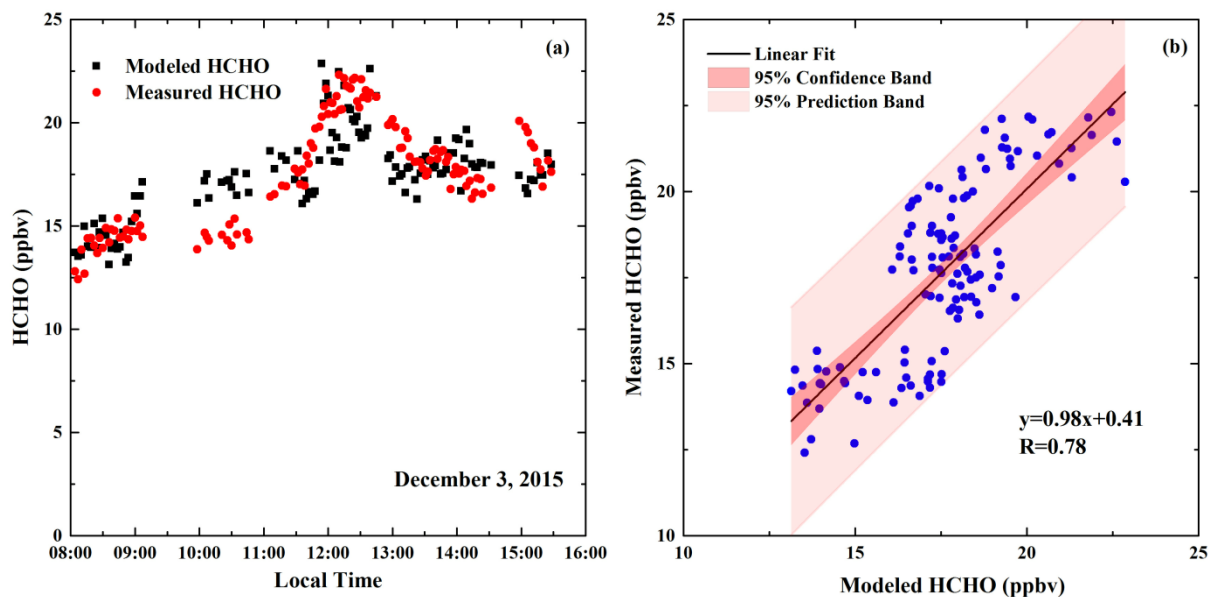 (a)
Modeled HCHO
Measured HCHO
HCHO (ppbv)
25
20
15
10
5
0
December 3, 2015
08:00 09:00 10:00 11:00 12:00 13:00 14:00 15:00 16:00
Local Time
(b)
Linear Fit
95% Confidence Band
95% Prediction Band
Measured HCHO (ppbv)
25
20
15
10
y=0.98x+0.41
R=0.78
10 15 20 25
Modeled HCHO (ppbv)